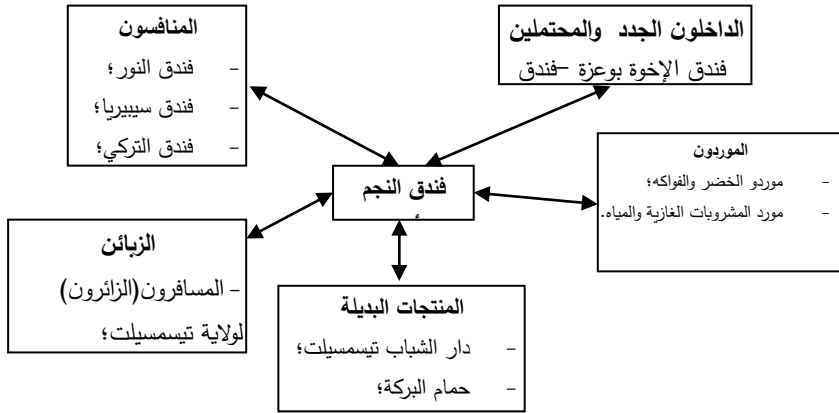 الداخلون الجدد والمحتملين
فندق الإخوة بوعزة –فندق
المنافسون
- فندق النور؛
- فندق سيبيريا؛
- فندق التركي؛
الموردون
- موردو الخضر والفواكه؛
- مورد المشروبات الغازية والمياه.
فندق النجم
الزبائن
- المسافرون(الزائرون)
لولاية تيسمسيلت؛
المنتجات البديلة
- دار الشباب تيسمسيلت؛
- حمام البركة؛